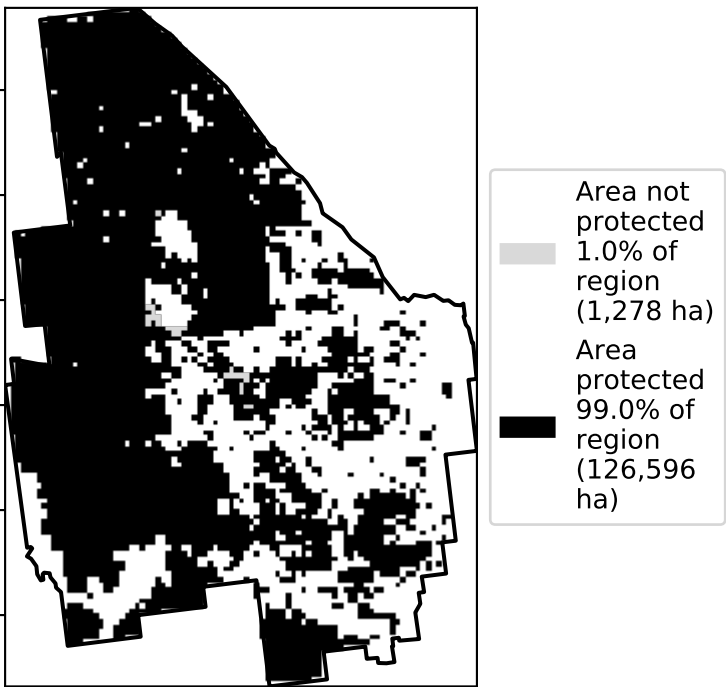 Area not
protected
1.0% of
region
(1,278 ha)
Area
protected
99.0% of
region
(126,596
ha)